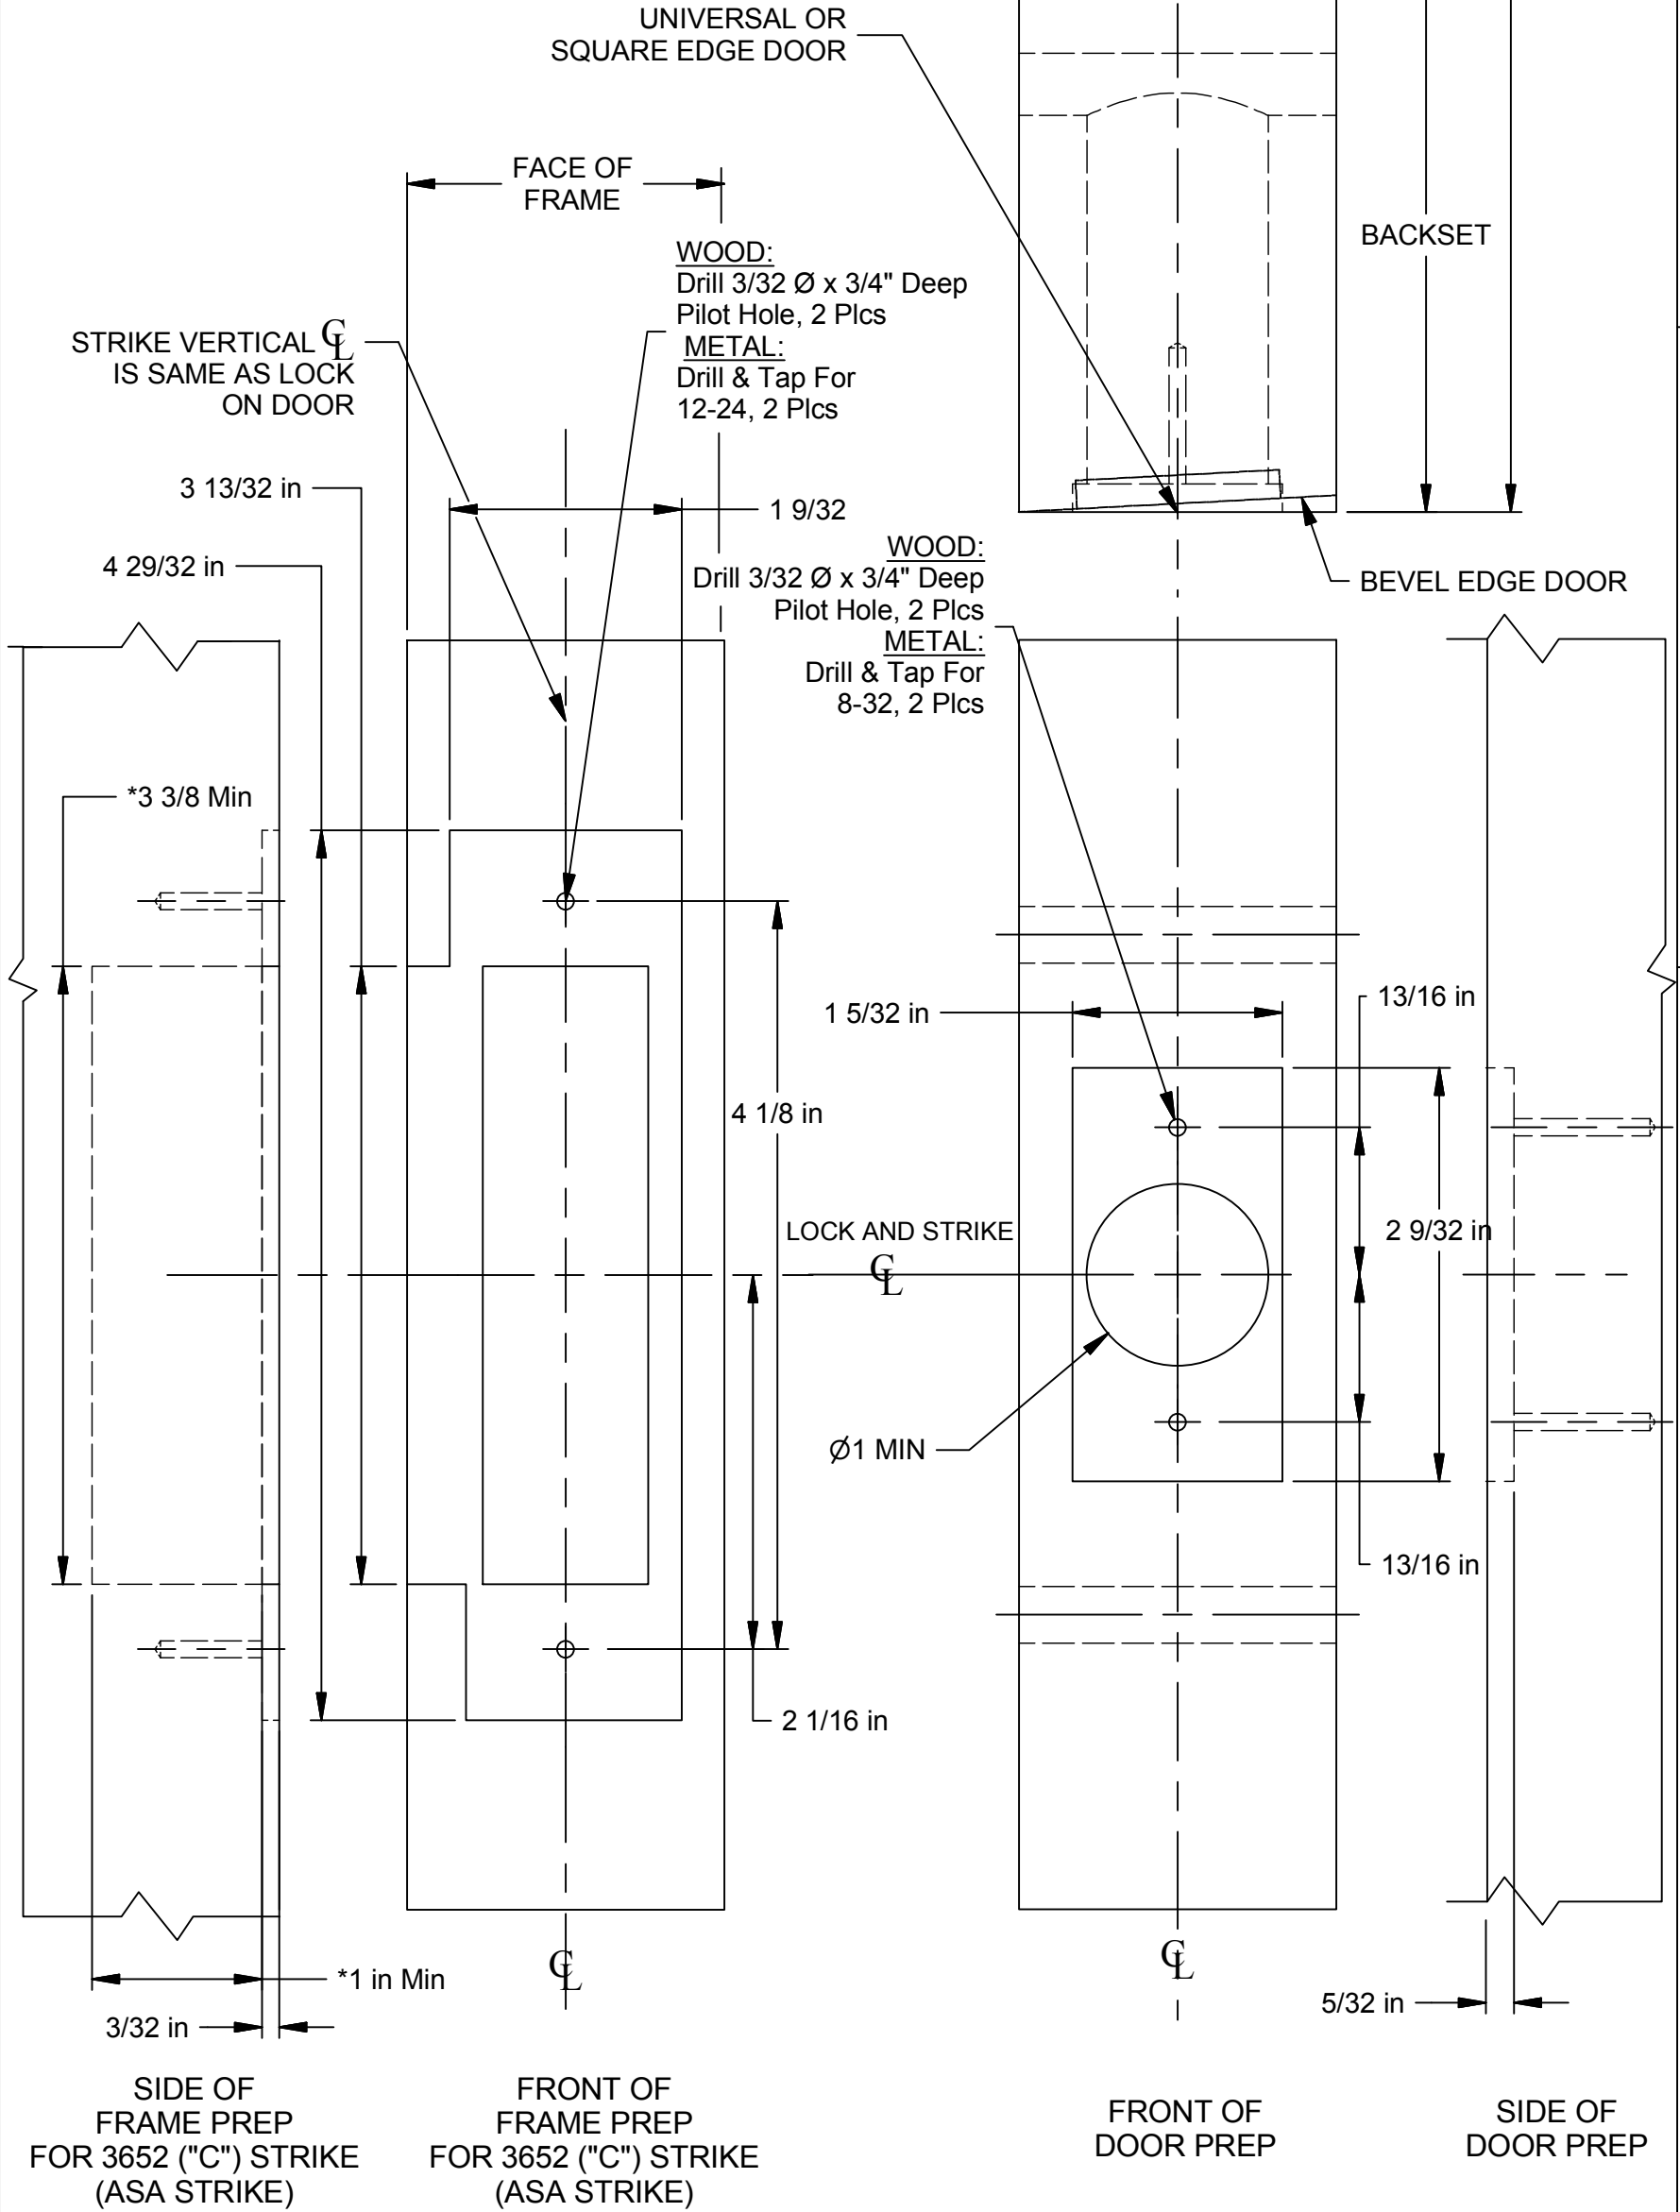 UNIVERSAL OR
SQUARE EDGE DOOR
FACE OF
FRAME
WOOD:
Drill 3/32 Ø x 3/4" Deep
Pilot Hole, 2 Plcs
METAL:
Drill & Tap For
12-24, 2 Plcs
BACKSET
STRIKE VERTICAL ℄
IS SAME AS LOCK
ON DOOR
3 13/32 in
1 9/32
4 29/32 in
WOOD:
Drill 3/32 Ø x 3/4" Deep
Pilot Hole, 2 Plcs
METAL:
Drill & Tap For
8-32, 2 Plcs
BEVEL EDGE DOOR
*3 3/8 Min
1 5/32 in
13/16 in
4 1/8 in
LOCK AND STRIKE
℄
2 9/32 in
Ø1 MIN
13/16 in
2 1/16 in
℄
℄
*1 in Min
3/32 in
5/32 in
SIDE OF
FRAME PREP
FOR 3652 ("C") STRIKE
(ASA STRIKE)
FRONT OF
FRAME PREP
FOR 3652 ("C") STRIKE
(ASA STRIKE)
FRONT OF
DOOR PREP
SIDE OF
DOOR PREP